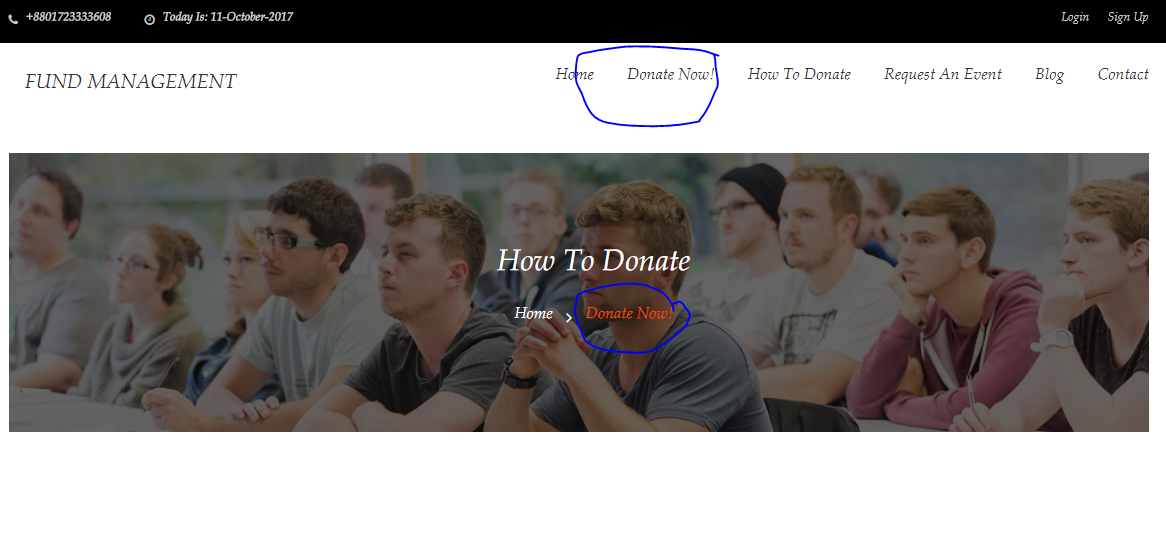 +8801723333608 Today Is: 11-October-2017 Login Sign Up
FUND MANAGEMENT Home Donate Now! How To Donate Request An Event Blog Contact
How To Donate
Home > Donate Now!